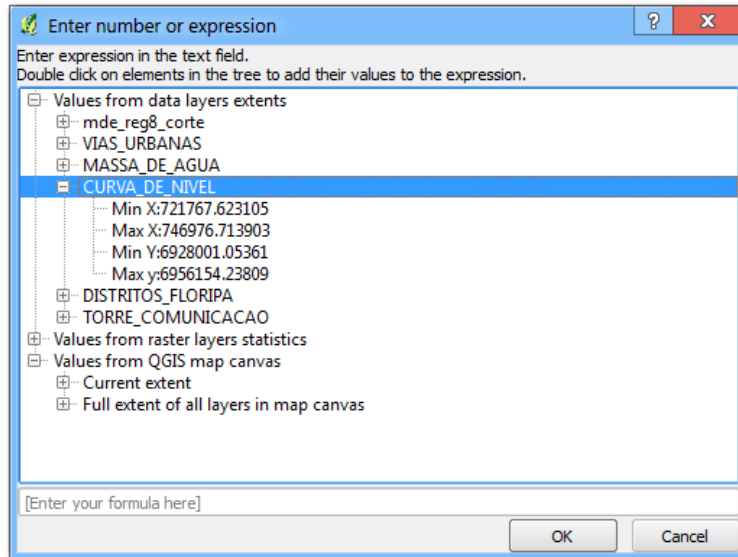 Enter number or expression
Enter expression in the text field.
Double click on elements in the tree to add their values to the expression.
Values from data layers extents
mde_reg8_corte
VIAS_URBANAS
MASSA_DE_AGUA
CURVA_DE_NIVEL
Min X:721767.623105
Max X:746976.713903
Min Y:6928001.05361
Max y:6956154.23809
DISTRITOS_FLORIPA
TORRE_COMUNICACAO
Values from raster layers statistics
Values from QGIS map canvas
Current extent
Full extent of all layers in map canvas
[Enter your formula here]
OK Cancel